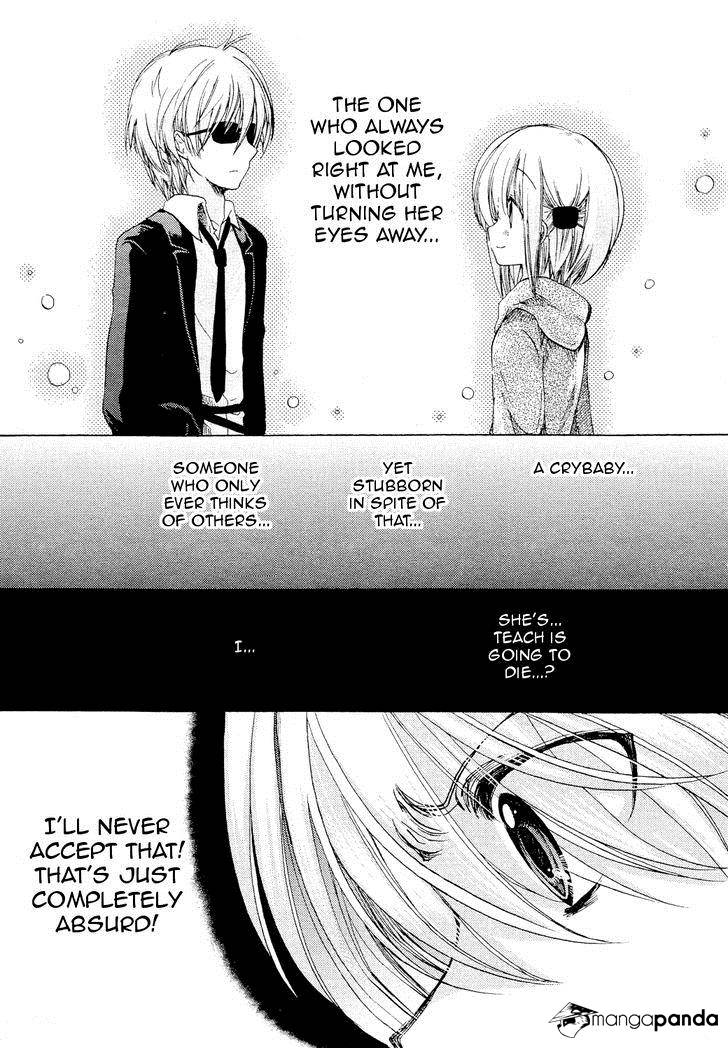 THE ONE
WHO ALWAYS
LOOKED
RIGHT AT ME,
WITHOUT
TURNING HER
EYES AWAY...
A CRYBABY...
YET
STUBBORN
IN SPITE OF
THAT...
SOMEONE
WHO ONLY
EVER THINKS
OF OTHERS...
SHE'S...
TEACH IS
GOING TO
DIE...?
I...
I'LL NEVER
ACCEPT THAT!
THAT'S JUST
COMPLETELY
ABSURD!
mangapanda